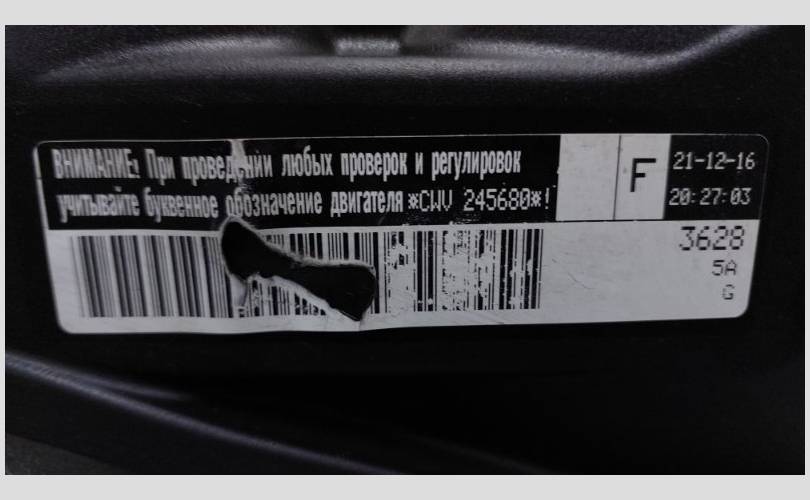 ВНИМАНИЕ: При проведении любых проверок и регулировок
учитывайте буквенное обозначение двигателя *CWV 245680*!
F
21-12-16
20:27:03
3628
5A
G